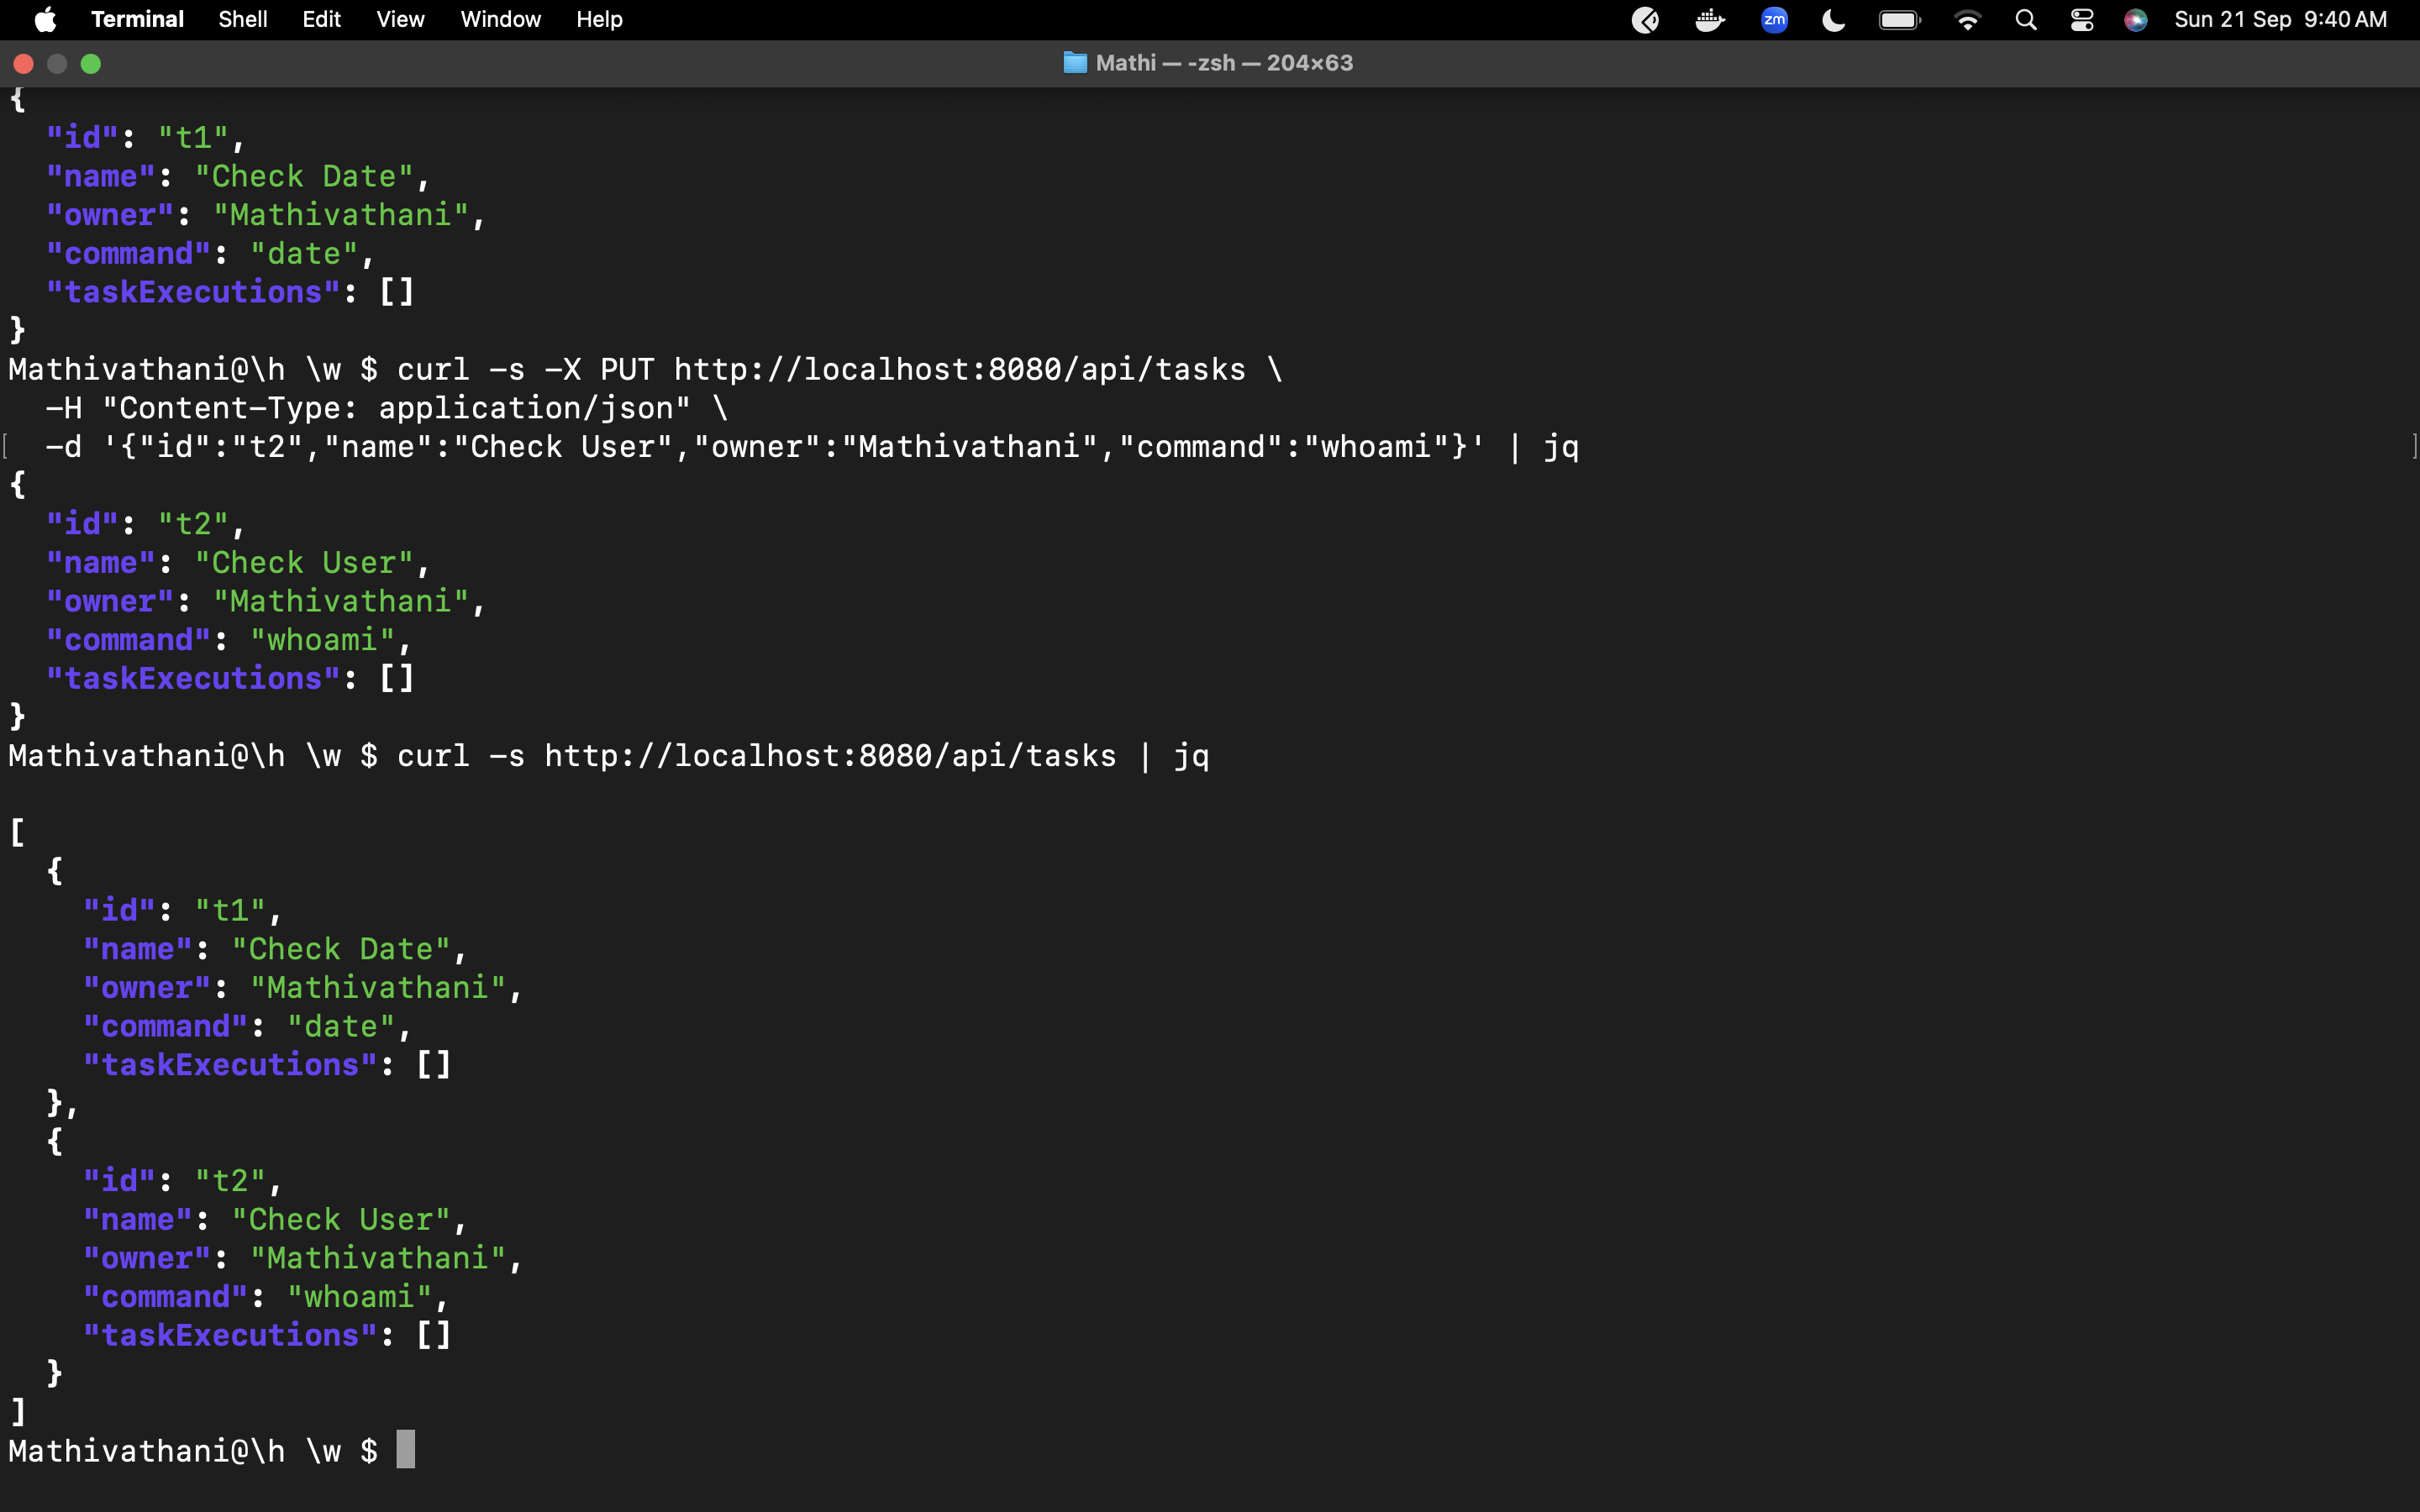 Terminal Shell Edit View Window Help zm Sun 21 Sep 9:40 AM
Mathi — -zsh — 204×63
{
  "id": "t1",
  "name": "Check Date",
  "owner": "Mathivathani",
  "command": "date",
  "taskExecutions": []
}
Mathivathani@\h \w $ curl -s -X PUT http://localhost:8080/api/tasks \
  -H "Content-Type: application/json" \
[  -d '{"id":"t2","name":"Check User","owner":"Mathivathani","command":"whoami"}' | jq ]
{
  "id": "t2",
  "name": "Check User",
  "owner": "Mathivathani",
  "command": "whoami",
  "taskExecutions": []
}
Mathivathani@\h \w $ curl -s http://localhost:8080/api/tasks | jq
[
  {
    "id": "t1",
    "name": "Check Date",
    "owner": "Mathivathani",
    "command": "date",
    "taskExecutions": []
  },
  {
    "id": "t2",
    "name": "Check User",
    "owner": "Mathivathani",
    "command": "whoami",
    "taskExecutions": []
  }
]
Mathivathani@\h \w $